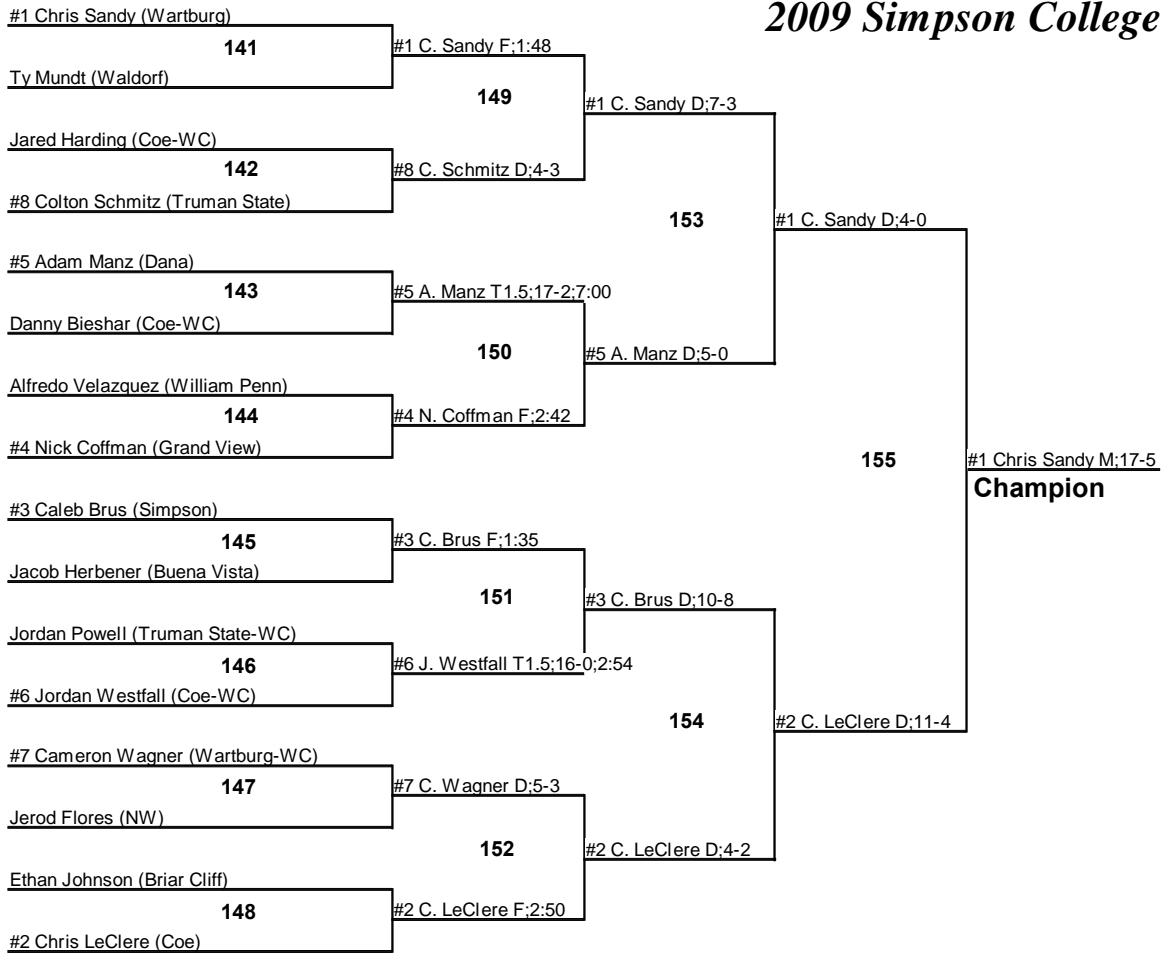 2009 Simpson College
#1 Chris Sandy (Wartburg)
141
Ty Mundt (Waldorf)
#1 C. Sandy F;1:48
149
Jared Harding (Coe-WC)
142
#8 Colton Schmitz (Truman State)
#8 C. Schmitz D;4-3
#1 C. Sandy D;7-3
153
#5 Adam Manz (Dana)
143
Danny Bieshar (Coe-WC)
#5 A. Manz T1.5;17-2;7:00
150
Alfredo Velazquez (William Penn)
144
#4 Nick Coffman (Grand View)
#4 N. Coffman F;2:42
#5 A. Manz D;5-0
#1 C. Sandy D;4-0
155
#1 Chris Sandy M;17-5
Champion
#3 Caleb Brus (Simpson)
145
Jacob Herbener (Buena Vista)
#3 C. Brus F;1:35
151
Jordan Powell (Truman State-WC)
146
#6 Jordan Westfall (Coe-WC)
#6 J. Westfall T1.5;16-0;2:54
#3 C. Brus D;10-8
154
#7 Cameron Wagner (Wartburg-WC)
147
Jerod Flores (NW)
#7 C. Wagner D;5-3
152
Ethan Johnson (Briar Cliff)
148
#2 Chris LeClere (Coe)
#2 C. LeClere F;2:50
#2 C. LeClere D;4-2
#2 C. LeClere D;11-4